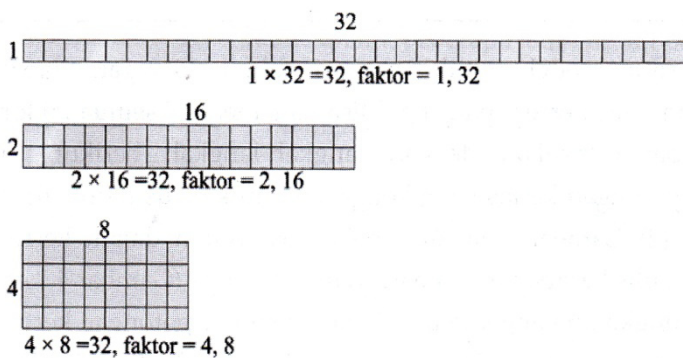 32
1
1 × 32 =32, faktor = 1, 32
16
2
2 × 16 =32, faktor = 2, 16
8
4
4 × 8 =32, faktor = 4, 8